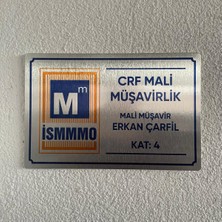 Mm
İSMMMO
CRF MALİ
MÜŞAVİRLİK
MALİ MÜŞAVİR
ERKAN ÇARFİL
KAT: 4